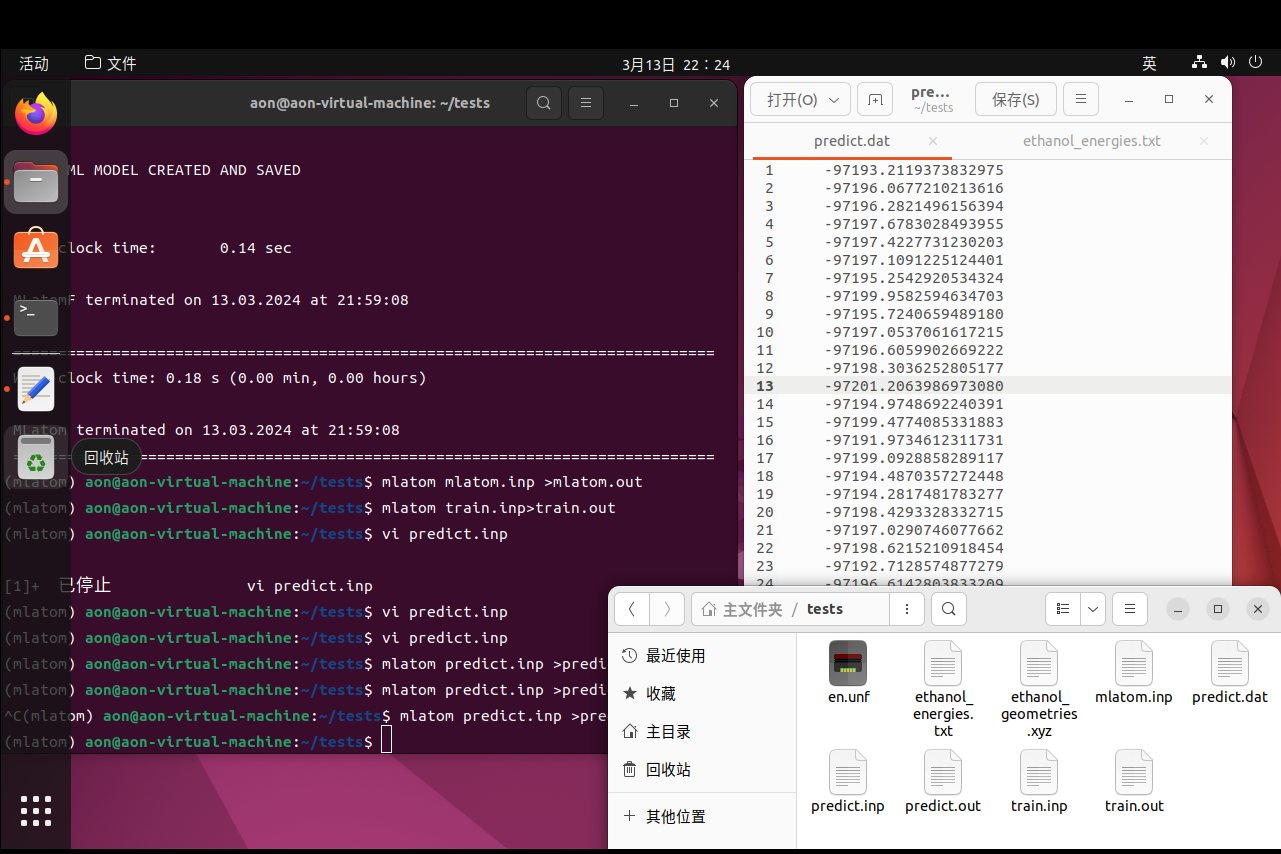 活动
文件
3月13日 22：24
英
aon@aon-virtual-machine: ~/tests
ML MODEL CREATED AND SAVED
clock time: 0.14 sec
MLatomF terminated on 13.03.2024 at 21:59:08
==============================================================================
clock time: 0.18 s (0.00 min, 0.00 hours)
MLatom terminated on 13.03.2024 at 21:59:08
==============================================================================
(mlatom) aon@aon-virtual-machine:~/tests$ mlatom mlatom.inp >mlatom.out
(mlatom) aon@aon-virtual-machine:~/tests$ mlatom train.inp>train.out
(mlatom) aon@aon-virtual-machine:~/tests$ vi predict.inp
[1]+ 已停止 vi predict.inp
(mlatom) aon@aon-virtual-machine:~/tests$ vi predict.inp
(mlatom) aon@aon-virtual-machine:~/tests$ vi predict.inp
(mlatom) aon@aon-virtual-machine:~/tests$ mlatom predict.inp >predi
(mlatom) aon@aon-virtual-machine:~/tests$ mlatom predict.inp >predi
^C(mlatom) aon@aon-virtual-machine:~/tests$ mlatom predict.inp >pre
(mlatom) aon@aon-virtual-machine:~/tests$
回收站
打开(O)
pre...
~/tests
保存(S)
predict.dat
ethanol_energies.txt
1 -97193.2119373832975
2 -97196.0677210213616
3 -97196.2821496156394
4 -97197.6783028493955
5 -97197.4227731230203
6 -97197.1091225124401
7 -97195.2542920534324
8 -97199.9582594634703
9 -97195.7240659489180
10 -97197.0537061617215
11 -97196.6059902669222
12 -97198.3036252805177
13 -97201.2063986973080
14 -97194.9748692240391
15 -97199.4774085331883
16 -97191.9734612311731
17 -97199.0928858289117
18 -97194.4870357272448
19 -97194.2817481783277
20 -97198.4293328332715
21 -97197.0290746077662
22 -97198.6215210918454
23 -97192.7128574877279
24 -97196.6142803833209
主文件夹 / tests
最近使用
收藏
主目录
回收站
其他位置
en.unf
ethanol_
energies.
txt
ethanol_
geometries
.xyz
mlatom.inp
predict.dat
predict.inp
predict.out
train.inp
train.out